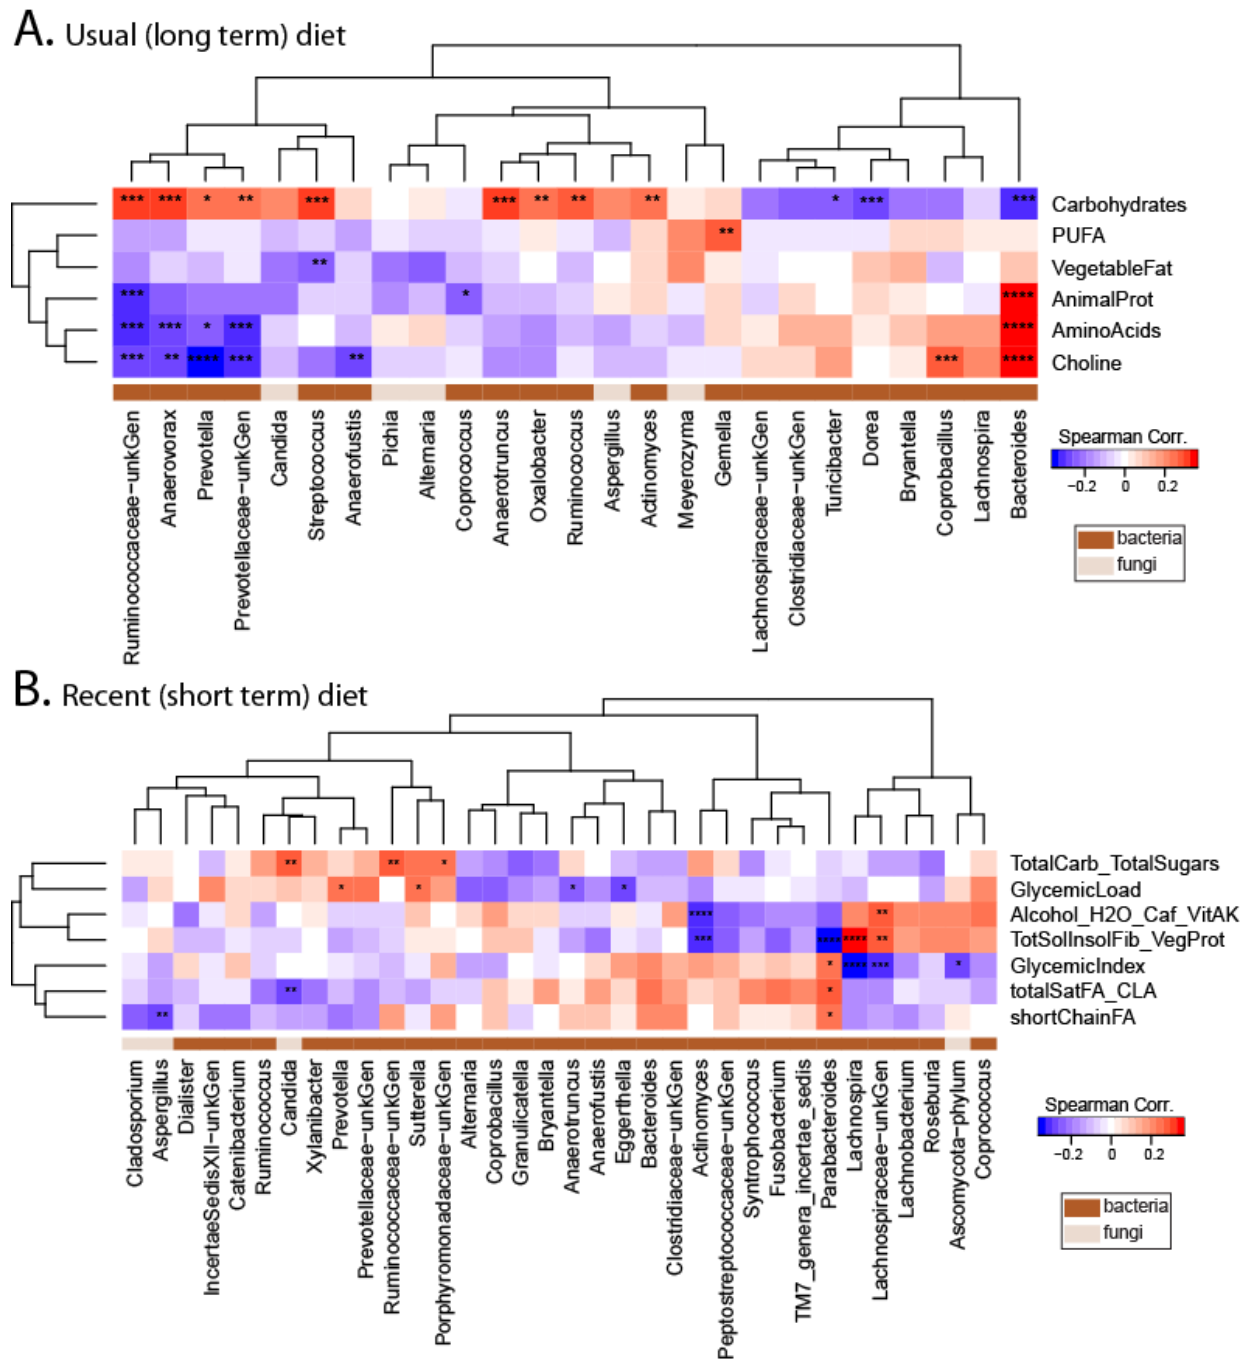 A. Usual (long term) diet
*** *** * ** *** *** ** ** ** * *** *** Carbohydrates
** PUFA
** VegetableFat
*** * **** AnimalProt
*** *** * *** **** AminoAcids
*** ** **** *** ** *** **** Choline
Ruminococcaceae−unkGen
Anaerovorax
Prevotella
Prevotellaceae−unkGen
Candida
Streptococcus
Anaerofustis
Pichia
Alternaria
Coprococcus
Anaerotruncus
Oxalobacter
Ruminococcus
Aspergillus
Actinomyces
Meyerozyma
Gemella
Lachnospiraceae−unkGen
Clostridiaceae−unkGen
Turicibacter
Dorea
Bryantella
Coprobacillus
Lachnospira
Bacteroides
Spearman Corr.
−0.2 0 0.2
bacteria
fungi
B. Recent (short term) diet
** ** * TotalCarb_TotalSugars
* * * * GlycemicLoad
**** ** Alcohol_H2O_Caf_VitAK
*** **** **** ** TotSolInsolFib_VegProt
* **** *** * GlycemicIndex
** * totalSatFA_CLA
** * shortChainFA
Cladosporium
Aspergillus
Dialister
IncertaeSedisXII−unkGen
Catenibacterium
Ruminococcus
Candida
Xylanibacter
Prevotella
Prevotellaceae−unkGen
Ruminococcaceae−unkGen
Sutterella
Porphyromonadaceae−unkGen
Alternaria
Coprobacillus
Granulicatella
Bryantella
Anaerotruncus
Anaerofustis
Eggerthella
Bacteroides
Clostridiaceae−unkGen
Actinomyces
Peptostreptococcaceae−unkGen
Syntrophococcus
Fusobacterium
TM7_genera_incertae_sedis
Parabacteroides
Lachnospira
Lachnospiraceae−unkGen
Lachnobacterium
Roseburia
Ascomycota−phylum
Coprococcus
Spearman Corr.
−0.2 0 0.2
bacteria
fungi